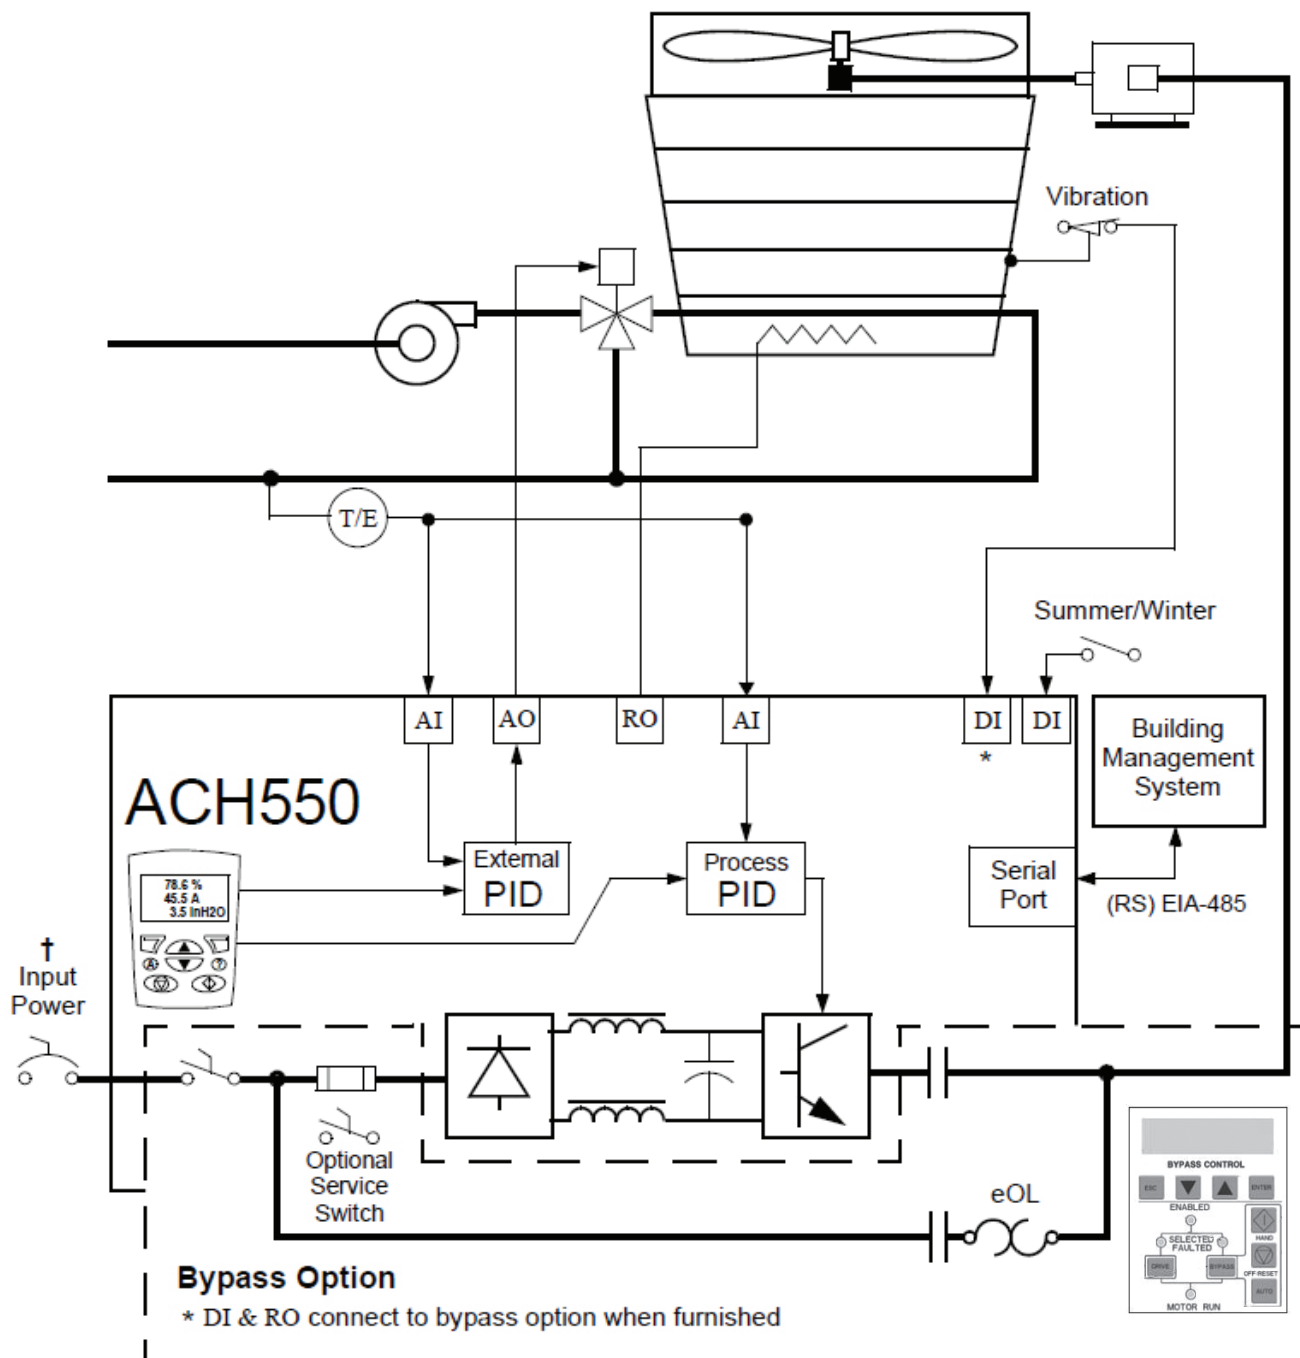 Vibration
T/E
Summer/Winter
AI
AO
RO
AI
DI
DI
*
Building
Management
System
ACH550
External
PID
Process
PID
Serial
Port
(RS) EIA-485
78.6 %
45.5 A
3.5 InH2O
A
?
†
Input
Power
Optional
Service
Switch
eOL
BYPASS CONTROL
ESC
ENTER
ENABLED
HAND
SELECTED
FAULTED
DRIVE
BYPASS
OFF·RESET
AUTO
MOTOR RUN
Bypass Option
* DI & RO connect to bypass option when furnished